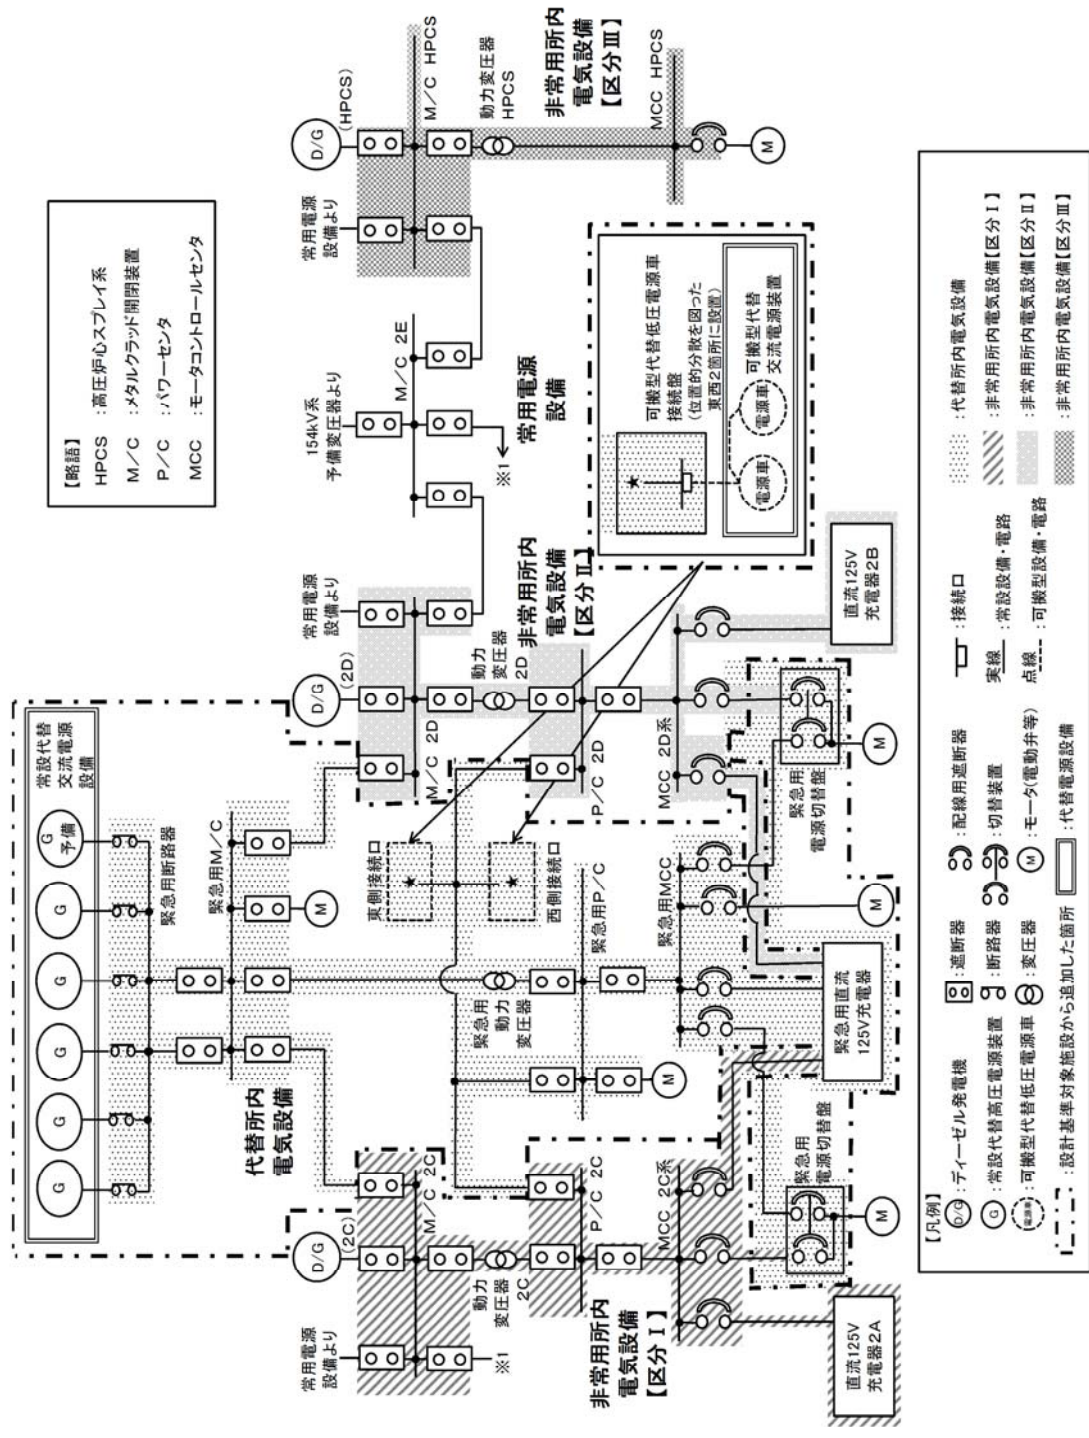 【略語】
HPCS :高圧炉心スプレイ系
M/C :メタルクラッド開閉装置
P/C :パワーセンタ
MCC :モータコントロールセンタ
常設代替
交流電源
設備
G
G
G
G
G
G
予備
緊急用断路器
緊急用M/C
M
代替所内
電気設備
常用電源
設備より
D/G
(2C)
M/C 2C
※1
動力
変圧器
2C
非常用所内
電気設備
【区分Ⅰ】
P/C 2C
MCC 2C系
緊急用
電源切替盤
M
直流125V
充電器2A
緊急用
動力
変圧器
M
緊急用P/C
緊急用MCC
緊急用直流
125V充電器
M
東側接続口
★
西側接続口
★
D/G
(2D)
常用電源
設備より
M/C 2D
動力
変圧器
2D
非常用所内
電気設備
【区分Ⅱ】
P/C 2D
MCC 2D系
緊急用
電源切替盤
M
直流125V
充電器2B
154kV系
予備変圧器より
M/C 2E
※1
常用電源
設備
常用電源
設備より
D/G
(HPCS)
M/C HPCS
動力変圧器
HPCS
非常用所内
電気設備
【区分Ⅲ】
MCC HPCS
M
可搬型代替低圧電源車
接続盤
(位置的分散を図った
東西2箇所に設置)
★
可搬型代替
交流電源装置
電源車
電源車
【凡例】
D/G :ディーゼル発電機
G :常設代替高圧電源装置
電源車 :可搬型代替低圧電源車
:設計基準対象施設から追加した箇所
:遮断器
:断路器
:変圧器
:代替電源設備
:配線用遮断器
:切替装置
M :モータ(電動弁等)
:接続口
実線 :常設設備・電路
点線 :可搬型設備・電路
:代替所内電気設備
:非常用所内電気設備【区分Ⅰ】
:非常用所内電気設備【区分Ⅱ】
:非常用所内電気設備【区分Ⅲ】